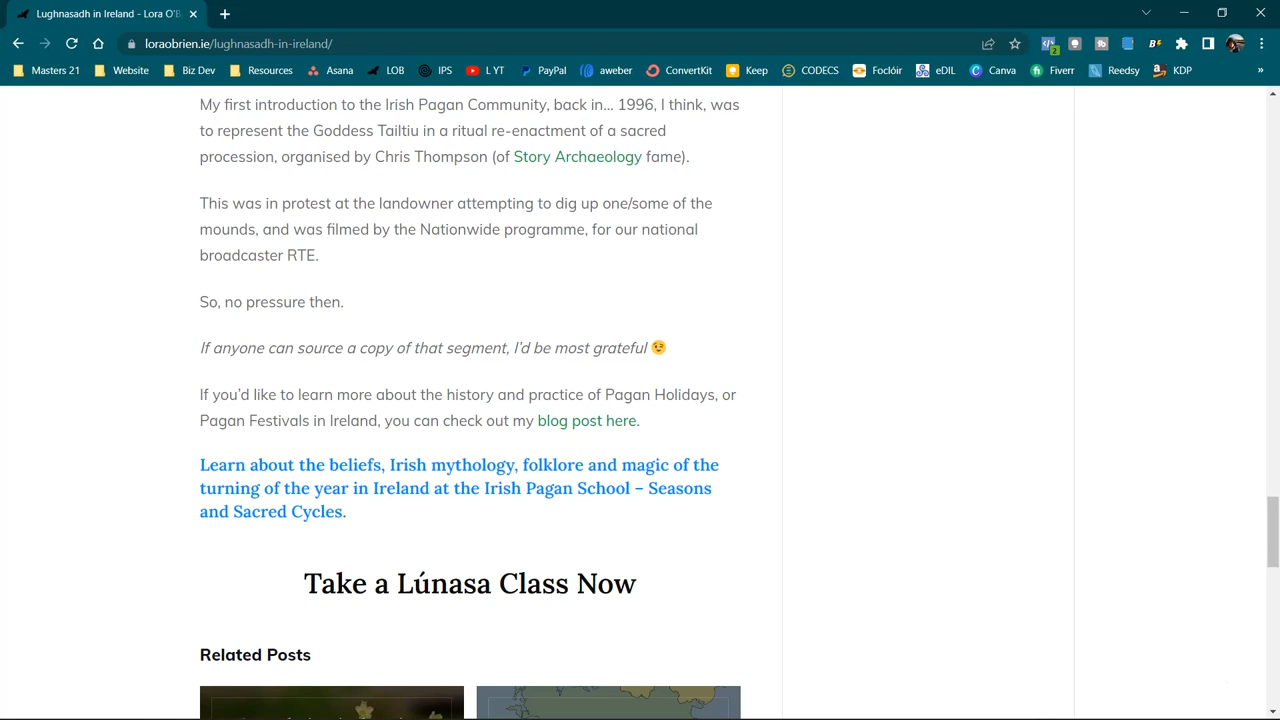 Lughnasadh in Ireland - Lora O'B
loraobrien.ie/lughnasadh-in-ireland/
2
Masters 21 Website Biz Dev Resources Asana LOB IPS L YT PayPal aweber ConvertKit Keep CODECS Foclóir eDIL Canva Fiverr Reedsy KDP »
My first introduction to the Irish Pagan Community, back in… 1996, I think, was
to represent the Goddess Tailtiu in a ritual re-enactment of a sacred
procession, organised by Chris Thompson (of Story Archaeology fame).
This was in protest at the landowner attempting to dig up one/some of the
mounds, and was filmed by the Nationwide programme, for our national
broadcaster RTE.
So, no pressure then.
If anyone can source a copy of that segment, I'd be most grateful 😉
If you'd like to learn more about the history and practice of Pagan Holidays, or
Pagan Festivals in Ireland, you can check out my blog post here.
Learn about the beliefs, Irish mythology, folklore and magic of the
turning of the year in Ireland at the Irish Pagan School – Seasons
and Sacred Cycles.
Take a Lúnasa Class Now
Related Posts